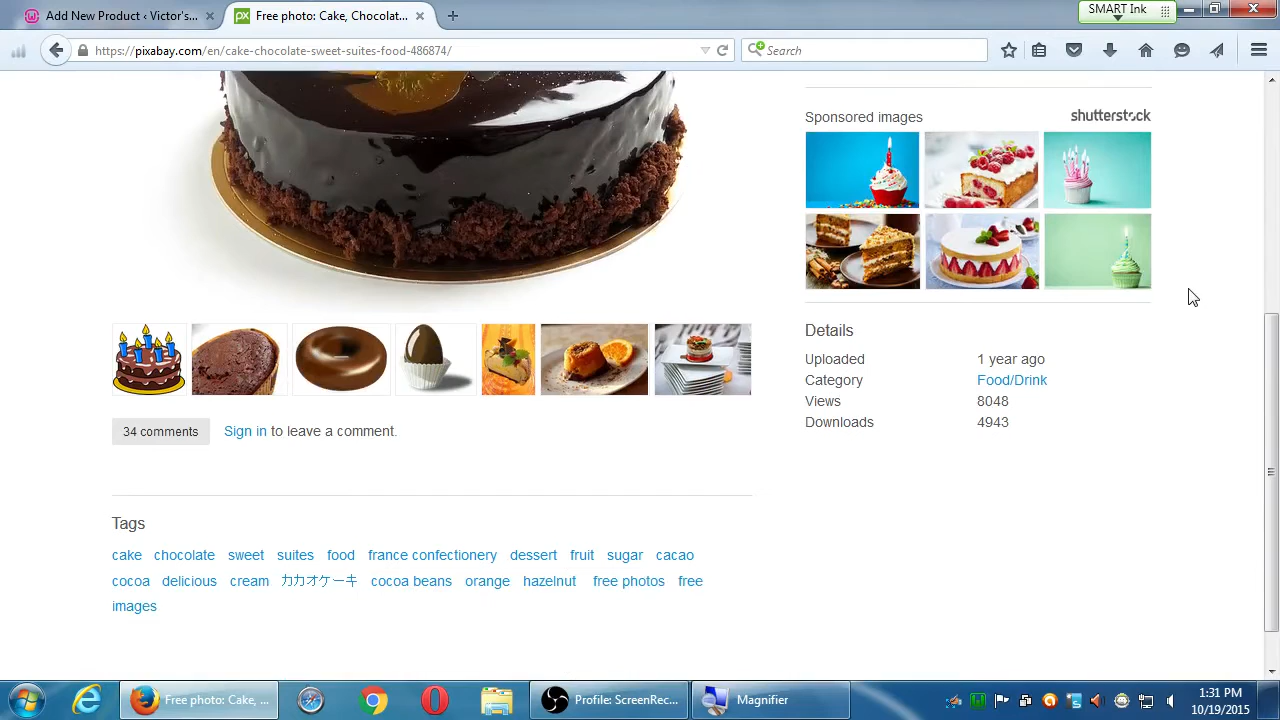 Add New Product ‹ Victor's...
Free photo: Cake, Chocolat...
SMART Ink
https://pixabay.com/en/cake-chocolate-sweet-suites-food-486874/
Search
Sponsored images
shutterstock
Details
Uploaded 1 year ago
Category Food/Drink
Views 8048
Downloads 4943
34 comments
Sign in to leave a comment.
Tags
cake chocolate sweet suites food france confectionery dessert fruit sugar cacao
cocoa delicious cream カカオケーキ cocoa beans orange hazelnut free photos free
images
Free photo: Cake, ...
Profile: ScreenRec...
Magnifier
1:31 PM
10/19/2015